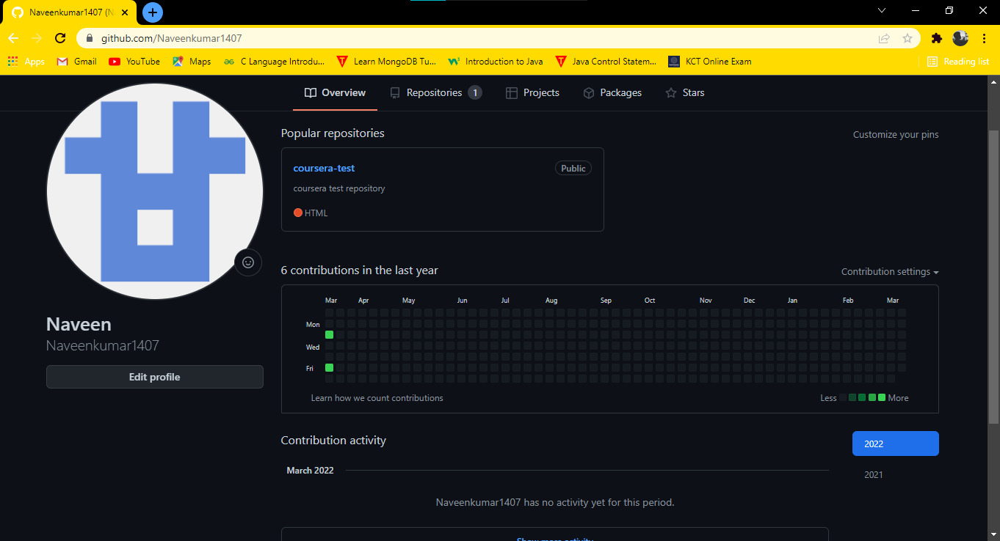 Naveenkumar1407 (N
github.com/Naveenkumar1407
Apps Gmail YouTube Maps C Language Introdu... Learn MongoDB Tu... Introduction to Java Java Control Statem... KCT Online Exam Reading list
Overview Repositories 1 Projects Packages Stars
Popular repositories Customize your pins
coursera-test Public
coursera test repository
HTML
6 contributions in the last year Contribution settings
Mar Apr May Jun Jul Aug Sep Oct Nov Dec Jan Feb Mar
Mon
Wed
Fri
Learn how we count contributions Less More
Naveen
Naveenkumar1407
Edit profile
Contribution activity 2022
March 2022 2021
Naveenkumar1407 has no activity yet for this period.
Show more activity